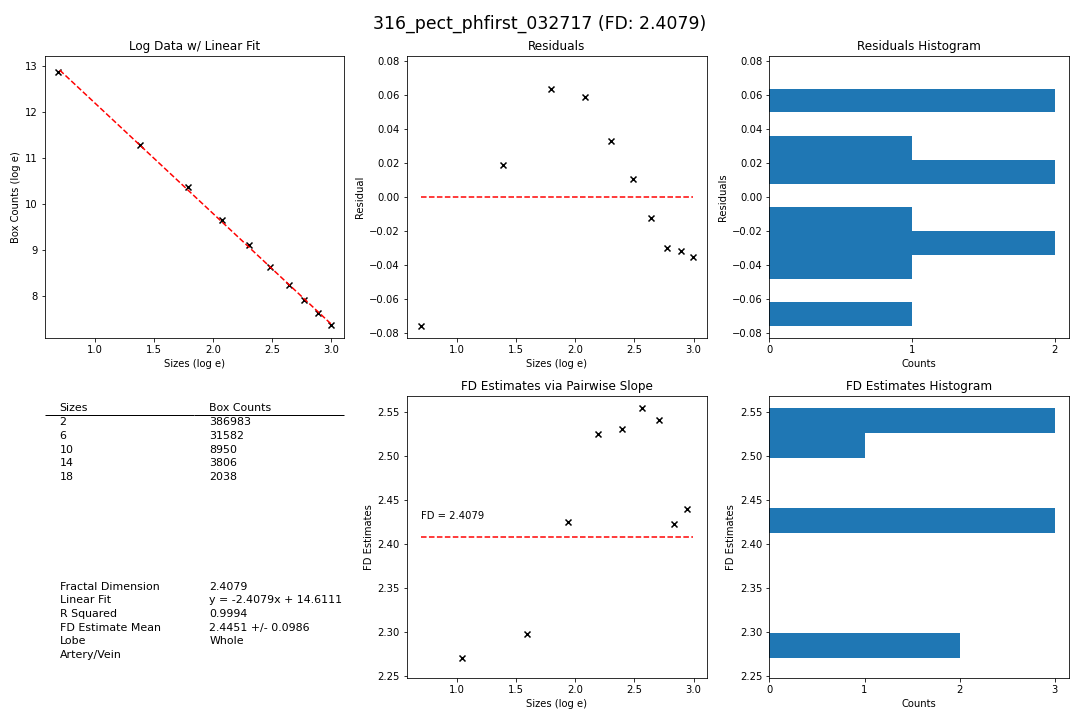 316_pect_phfirst_032717 (FD: 2.4079)
Log Data w/ Linear Fit
13
12
11
10
9
8
Box Counts (log e)
1.0 1.5 2.0 2.5 3.0
Sizes (log e)
Residuals
0.08
0.06
0.04
0.02
0.00
−0.02
−0.04
−0.06
−0.08
Residual
1.0 1.5 2.0 2.5 3.0
Sizes (log e)
Residuals Histogram
0.08
0.06
0.04
0.02
0.00
−0.02
−0.04
−0.06
−0.08
Residuals
0 1 2
Counts
Sizes Box Counts
2 386983
6 31582
10 8950
14 3806
18 2038
Fractal Dimension 2.4079
Linear Fit y = -2.4079x + 14.6111
R Squared 0.9994
FD Estimate Mean 2.4451 +/- 0.0986
Lobe Whole
Artery/Vein
FD Estimates via Pairwise Slope
2.55
2.50
2.45
2.40
2.35
2.30
2.25
FD Estimates
FD = 2.4079
1.0 1.5 2.0 2.5 3.0
Sizes (log e)
FD Estimates Histogram
2.55
2.50
2.45
2.40
2.35
2.30
2.25
FD Estimates
0 1 2 3
Counts